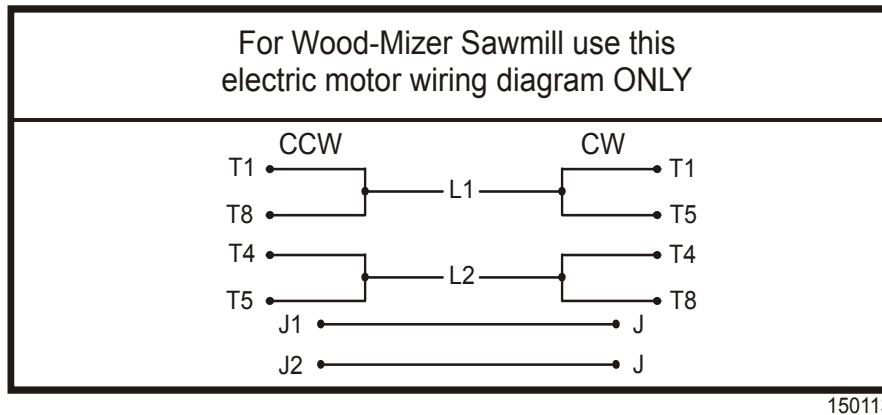 For Wood-Mizer Sawmill use this
electric motor wiring diagram ONLY
CCW CW
T1 L1 T1
T8 T5
T4 L2 T4
T5 T8
J1 J
J2 J